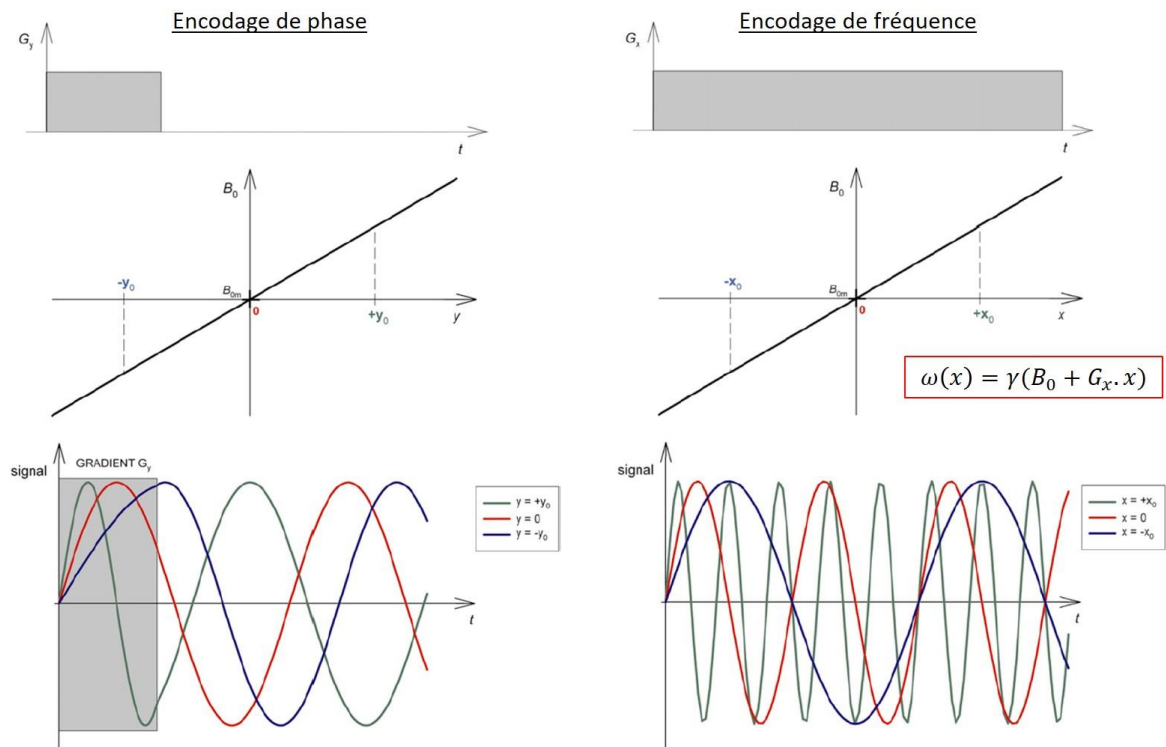 Encodage de phase
G_y
t
B_0
-y_0
B_0m
0
+y_0
y
signal
GRADIENT G_y
y = +y_0
y = 0
y = -y_0
t
Encodage de fréquence
G_x
t
B_0
-x_0
B_0m
0
+x_0
x
ω(x) = γ(B_0 + G_x. x)
signal
x = +x_0
x = 0
x = -x_0
t